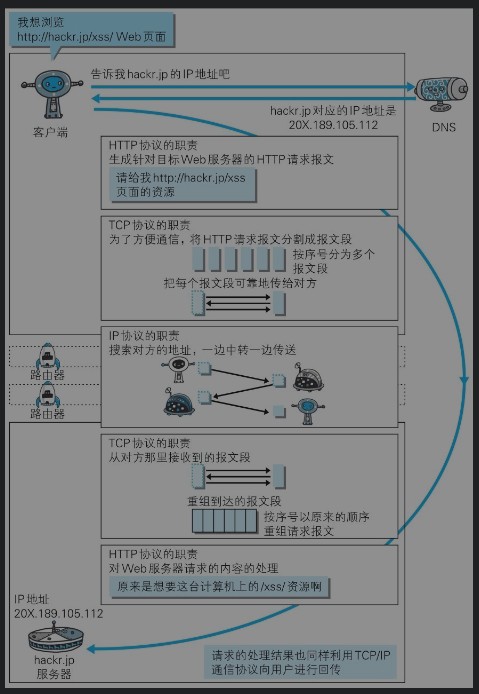 我想浏览
http://hackr.jp/xss/ Web页面
告诉我hackr.jp的IP地址吧
hackr.jp对应的IP地址是
20X.189.105.112
客户端
DNS
HTTP协议的职责
生成针对目标Web服务器的HTTP请求报文
请给我http://hackr.jp/xss
页面的资源
TCP协议的职责
为了方便通信，将HTTP请求报文分割成报文段
按序号分为多个
报文段
把每个报文段可靠地传给对方
IP协议的职责
搜索对方的地址，一边中转一边传送
路由器
路由器
TCP协议的职责
从对方那里接收到的报文段
重组到达的报文段
按序号以原来的顺序
重组请求报文
HTTP协议的职责
对Web服务器请求的内容的处理
原来是想要这台计算机上的/xss/资源啊
IP地址
20X.189.105.112
hackr.jp
服务器
请求的处理结果也同样利用TCP/IP
通信协议向用户进行回传